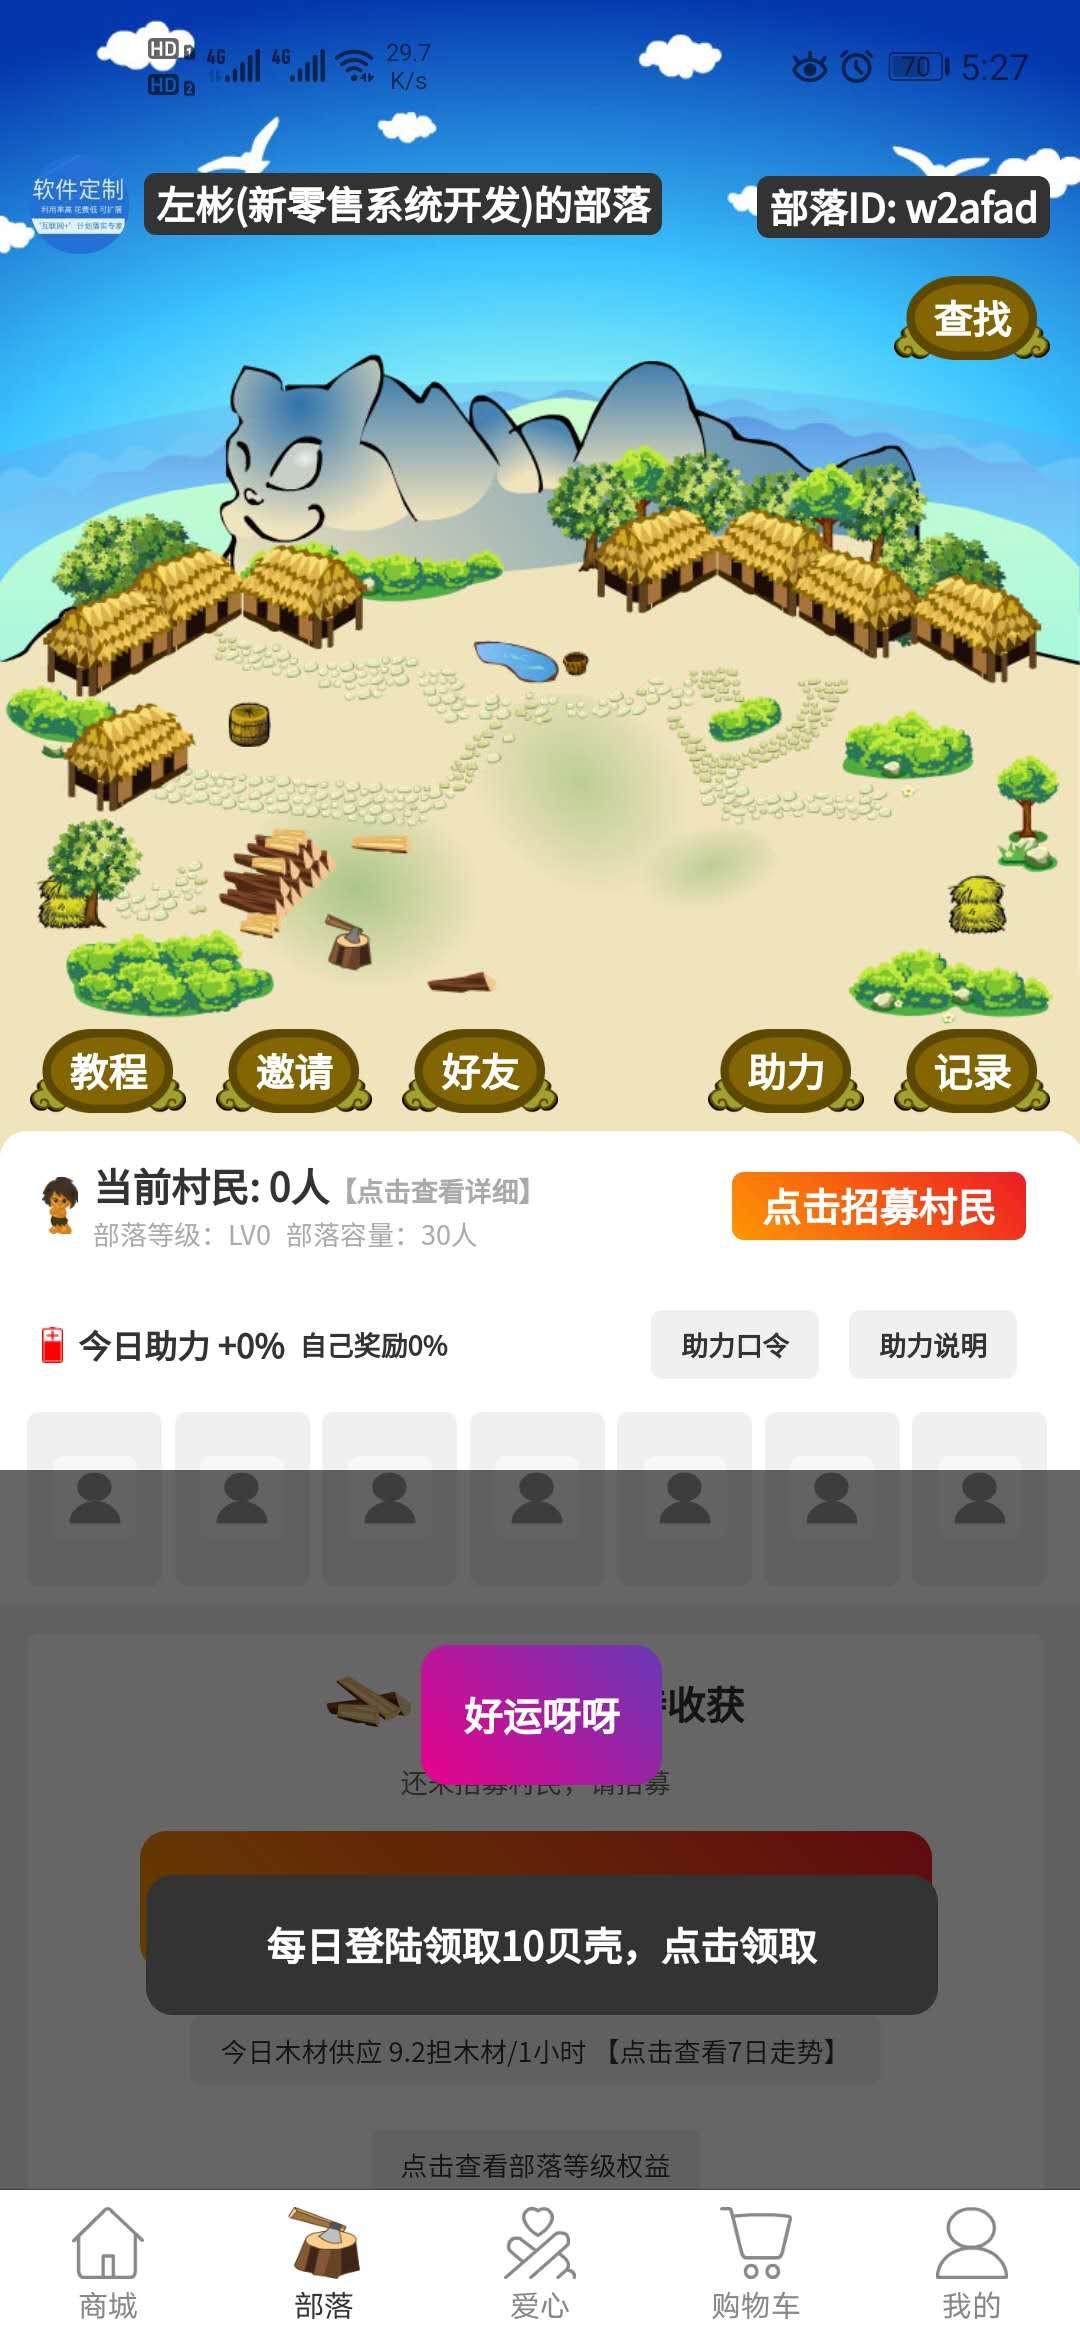 HD 1 4G 4G 29.7 K/s 70 5:27
HD 2
软件定制
左彬(新零售系统开发)的部落
部落ID: w2afad
查找
教程
邀请
好友
助力
记录
当前村民: 0人【点击查看详细】
部落等级：LV0 部落容量：30人
点击招募村民
今日助力 +0% 自己奖励0%
助力口令
助力说明
收获
好运呀呀
还未招募村民，请招募
每日登陆领取10贝壳，点击领取
今日木材供应 9.2担木材/1小时 【点击查看7日走势】
点击查看部落等级权益
商城
部落
爱心
购物车
我的